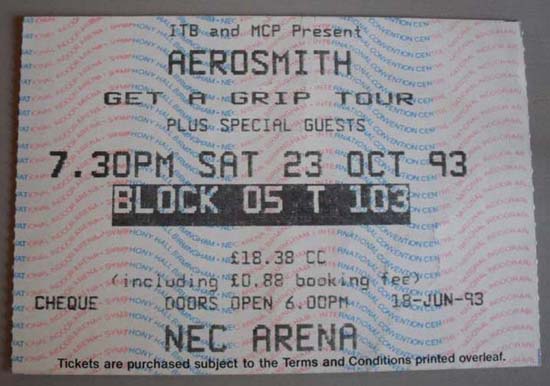 ITB and MCP Present
AEROSMITH
GET A GRIP TOUR
PLUS SPECIAL GUESTS
7.30PM SAT 23 OCT 93
BLOCK 05 T 103
£18.38 CC
(including £0.88 booking fee)
CHEQUE DOORS OPEN 6.00PM 18-JUN-93
NEC ARENA
Tickets are purchased subject to the Terms and Conditions printed overleaf.